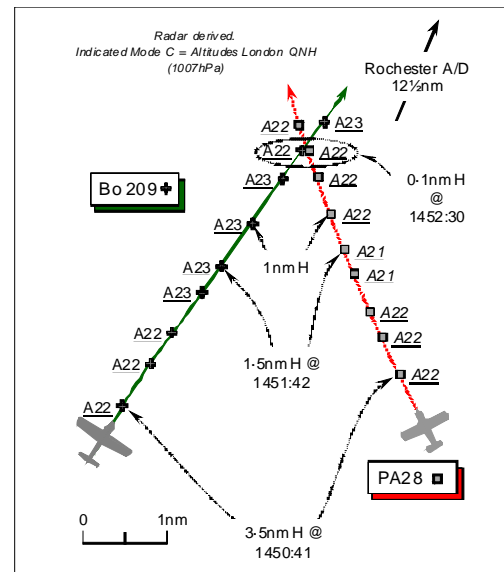 Radar derived.
Indicated Mode C = Altitudes London QNH
(1007hPa)
Rochester A/D
12½nm
A22
A23
A22
A22
0·1nm H
@
1452:30
Bo 209
A23
A22
A23
1nm H
A22
A23
A21
A23
A21
A22
A22
A22
1·5nm H @
1451:42
A22
A22
A22
PA28
0
1nm
3·5nm H @
1450:41